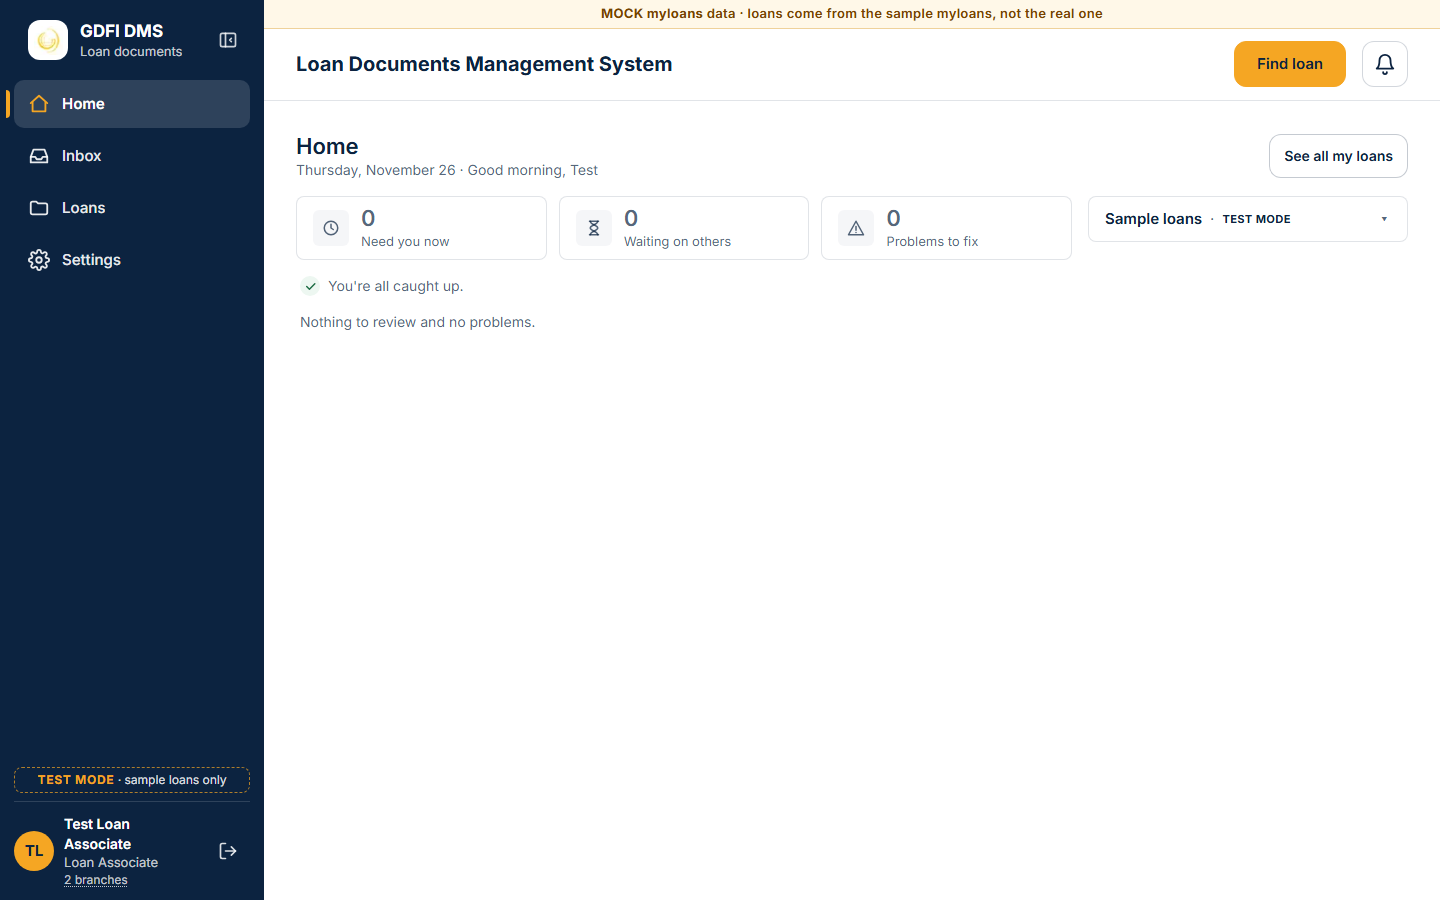 GDFI DMS
Loan documents
Home
Inbox
Loans
Settings
TEST MODE · sample loans only
TL
Test Loan
Associate
Loan Associate
2 branches
MOCK myloans data · loans come from the sample myloans, not the real one
Loan Documents Management System
Find loan
Home
Thursday, November 26 · Good morning, Test
See all my loans
0
Need you now
0
Waiting on others
0
Problems to fix
Sample loans · TEST MODE
You're all caught up.
Nothing to review and no problems.